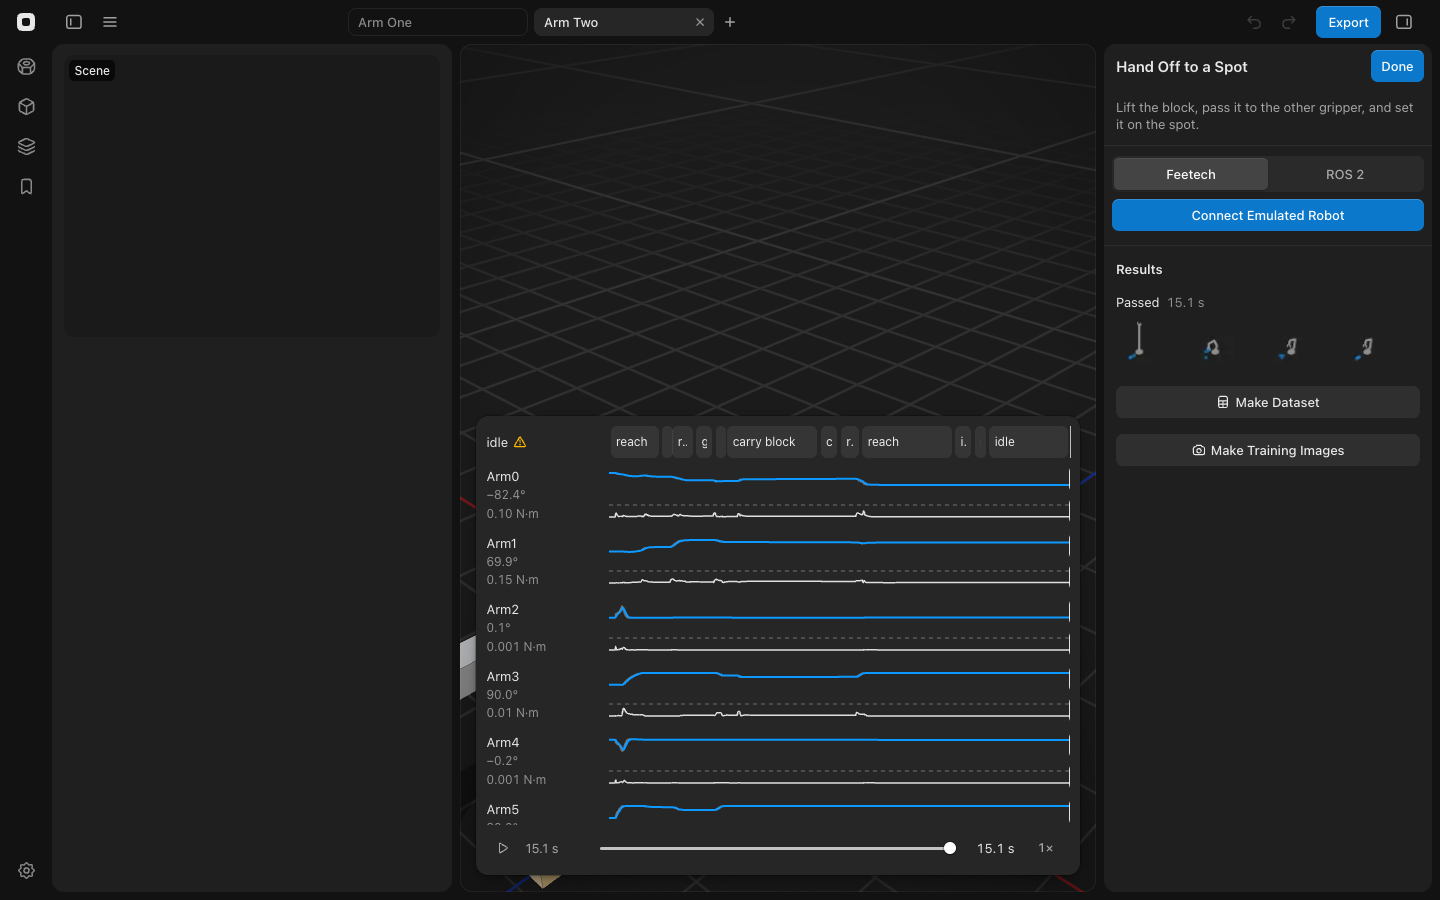 Arm One
Arm Two
Export
Scene
Hand Off to a Spot
Done
Lift the block, pass it to the other gripper, and set
it on the spot.
Feetech
ROS 2
Connect Emulated Robot
Results
Passed 15.1 s
Make Dataset
Make Training Images
idle
reach
r..
g
carry block
c
r.
reach
i.
idle
Arm0
−82.4°
0.10 N·m
Arm1
69.9°
0.15 N·m
Arm2
0.1°
0.001 N·m
Arm3
90.0°
0.01 N·m
Arm4
−0.2°
0.001 N·m
Arm5
15.1 s
15.1 s
1×